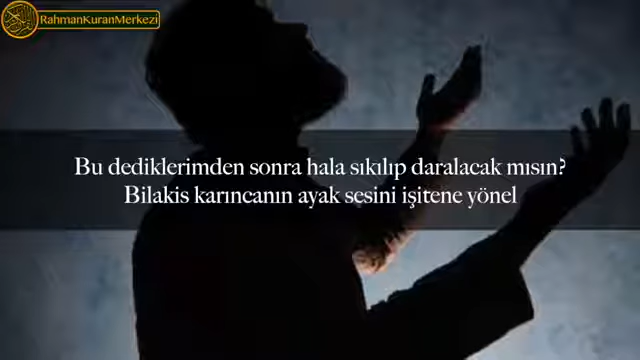 RahmanKuranMerkezi
Bu dediklerimden sonra hala sıkılıp daralacak mısın?
Bilakis karıncanın ayak sesini işitene yönel